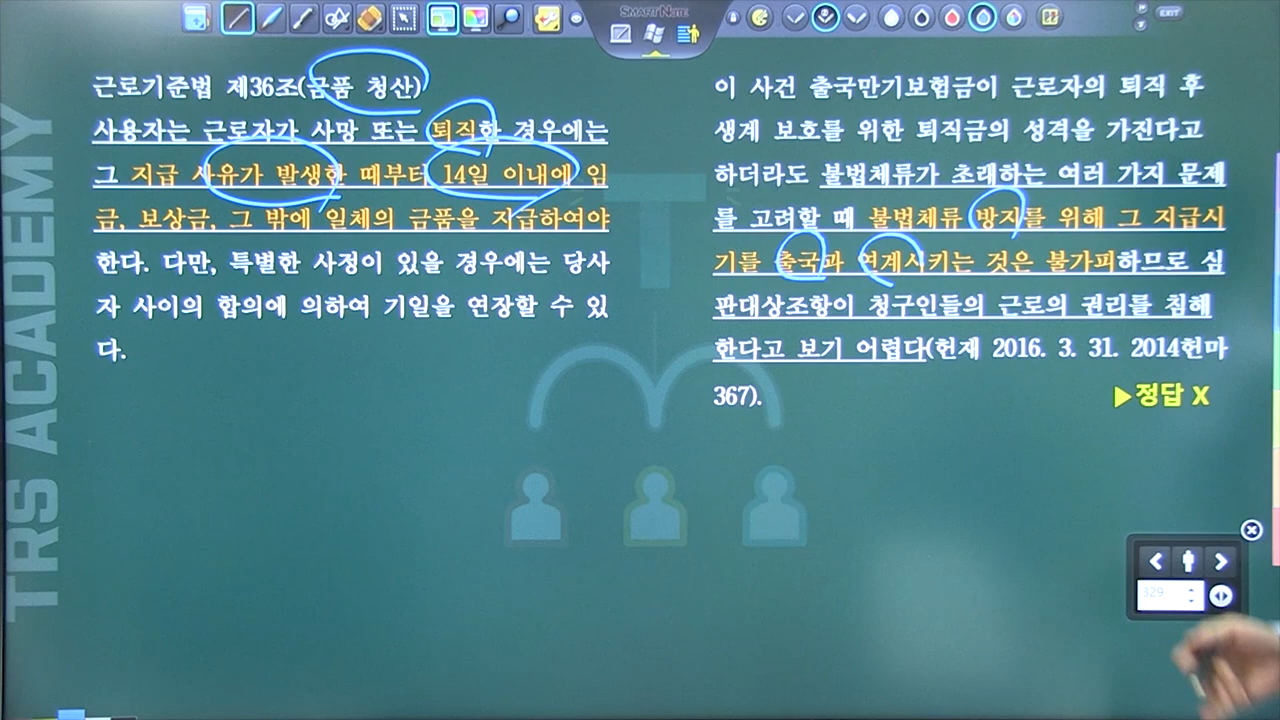 SMART NOTE
EXIT
근로기준법 제36조(금품 청산)
사용자는 근로자가 사망 또는 퇴직한 경우에는
그 지급 사유가 발생한 때부터 14일 이내에 임
금, 보상금, 그 밖에 일체의 금품을 지급하여야
한다. 다만, 특별한 사정이 있을 경우에는 당사
자 사이의 합의에 의하여 기일을 연장할 수 있
다.
이 사건 출국만기보험금이 근로자의 퇴직 후
생계 보호를 위한 퇴직금의 성격을 가진다고
하더라도 불법체류가 초래하는 여러 가지 문제
를 고려할 때 불법체류 방지를 위해 그 지급시
기를 출국과 연계시키는 것은 불가피하므로 심
판대상조항이 청구인들의 근로의 권리를 침해
한다고 보기 어렵다(헌재 2016. 3. 31. 2014헌마
367).
▶정답 X
TRS ACADEMY
329